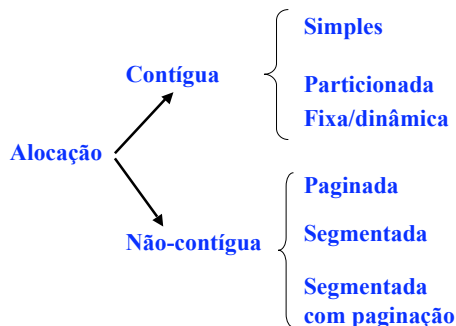 Simples
Contígua
Particionada
Fixa/dinâmica
Alocação
Paginada
Não-contígua
Segmentada
Segmentada
com paginação